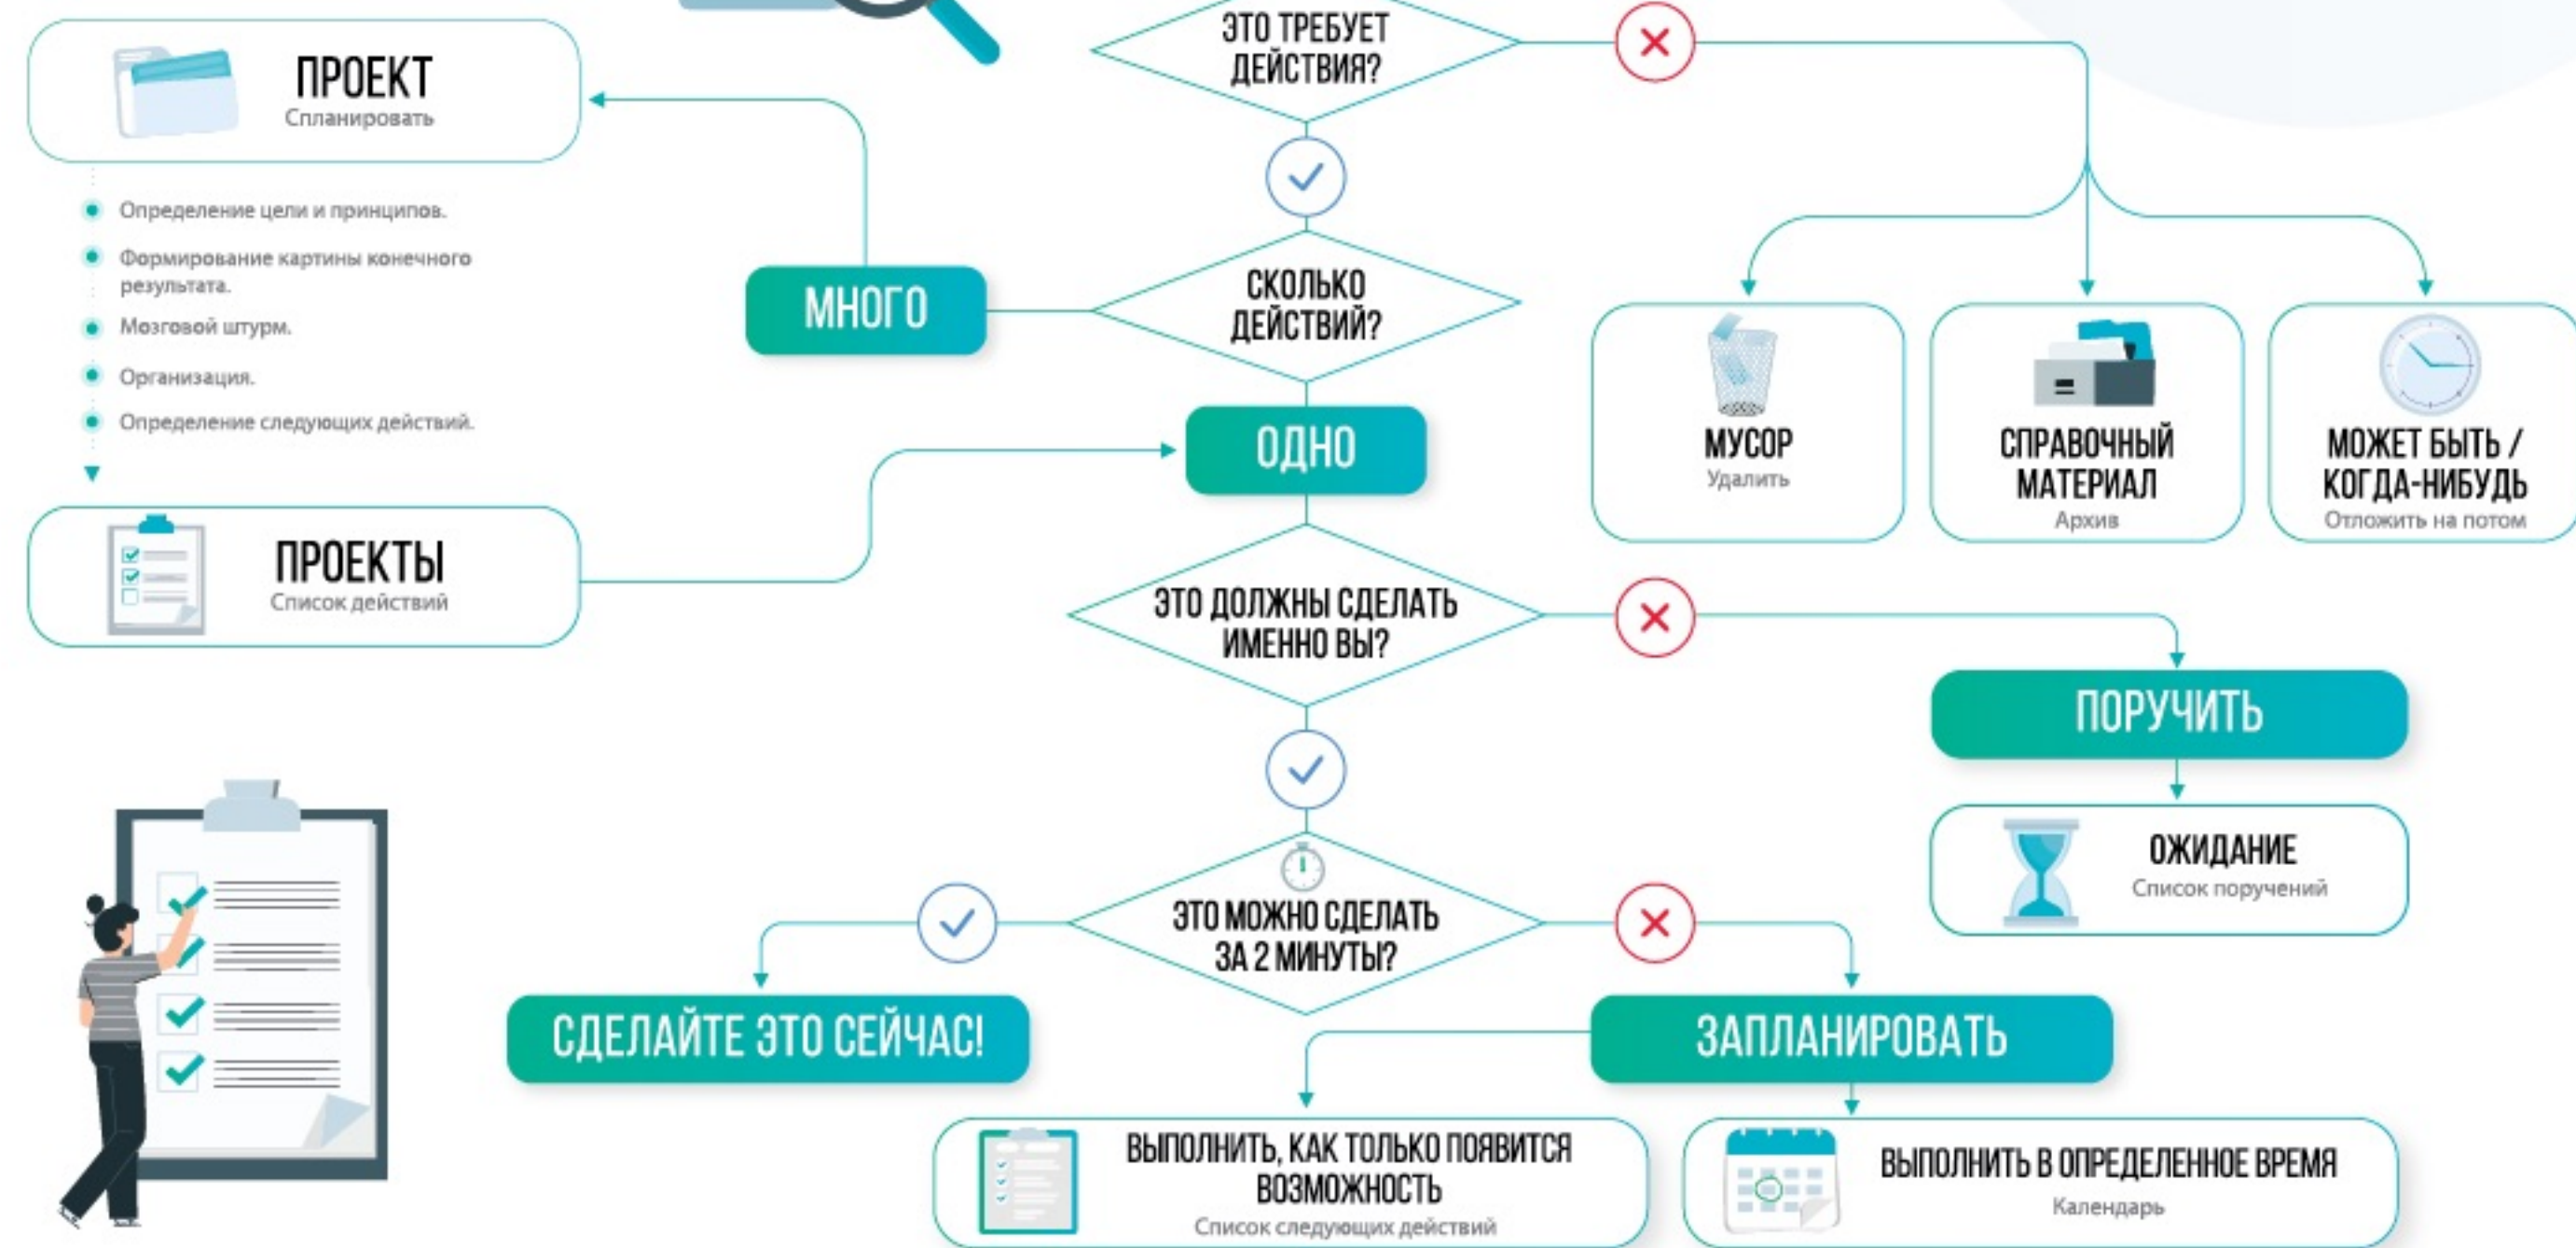 ЭТО ТРЕБУЕТ
ДЕЙСТВИЯ?
ПРОЕКТ
Спланировать
Определение цели и принципов.
Формирование картины конечного
результата.
Мозговой штурм.
Организация.
Определение следующих действий.
ПРОЕКТЫ
Список действий
МНОГО
СКОЛЬКО
ДЕЙСТВИЙ?
ОДНО
МУСОР
Удалить
СПРАВОЧНЫЙ
МАТЕРИАЛ
Архив
МОЖЕТ БЫТЬ /
КОГДА-НИБУДЬ
Отложить на потом
ЭТО ДОЛЖНЫ СДЕЛАТЬ
ИМЕННО ВЫ?
ПОРУЧИТЬ
ОЖИДАНИЕ
Список поручений
ЭТО МОЖНО СДЕЛАТЬ
ЗА 2 МИНУТЫ?
СДЕЛАЙТЕ ЭТО СЕЙЧАС!
ЗАПЛАНИРОВАТЬ
ВЫПОЛНИТЬ, КАК ТОЛЬКО ПОЯВИТСЯ
ВОЗМОЖНОСТЬ
Список следующих действий
ВЫПОЛНИТЬ В ОПРЕДЕЛЕННОЕ ВРЕМЯ
Календарь